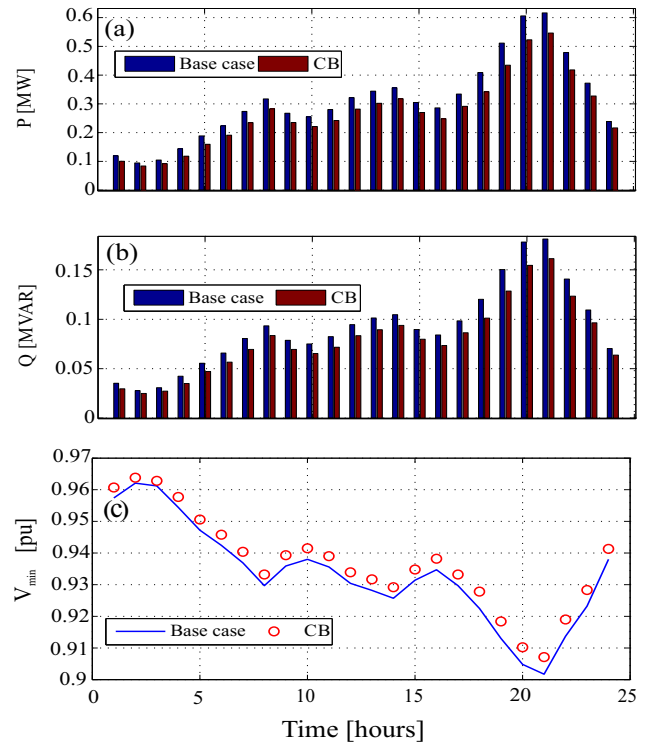 (a)
Base case CB
P [MW]
0.6
0.5
0.4
0.3
0.2
0.1
0
(b)
Base case CB
Q [MVAR]
0.15
0.1
0.05
0
(c)
Base case CB
V_min [pu]
0.97
0.96
0.95
0.94
0.93
0.92
0.91
0.9
0 5 10 15 20 25
Time [hours]